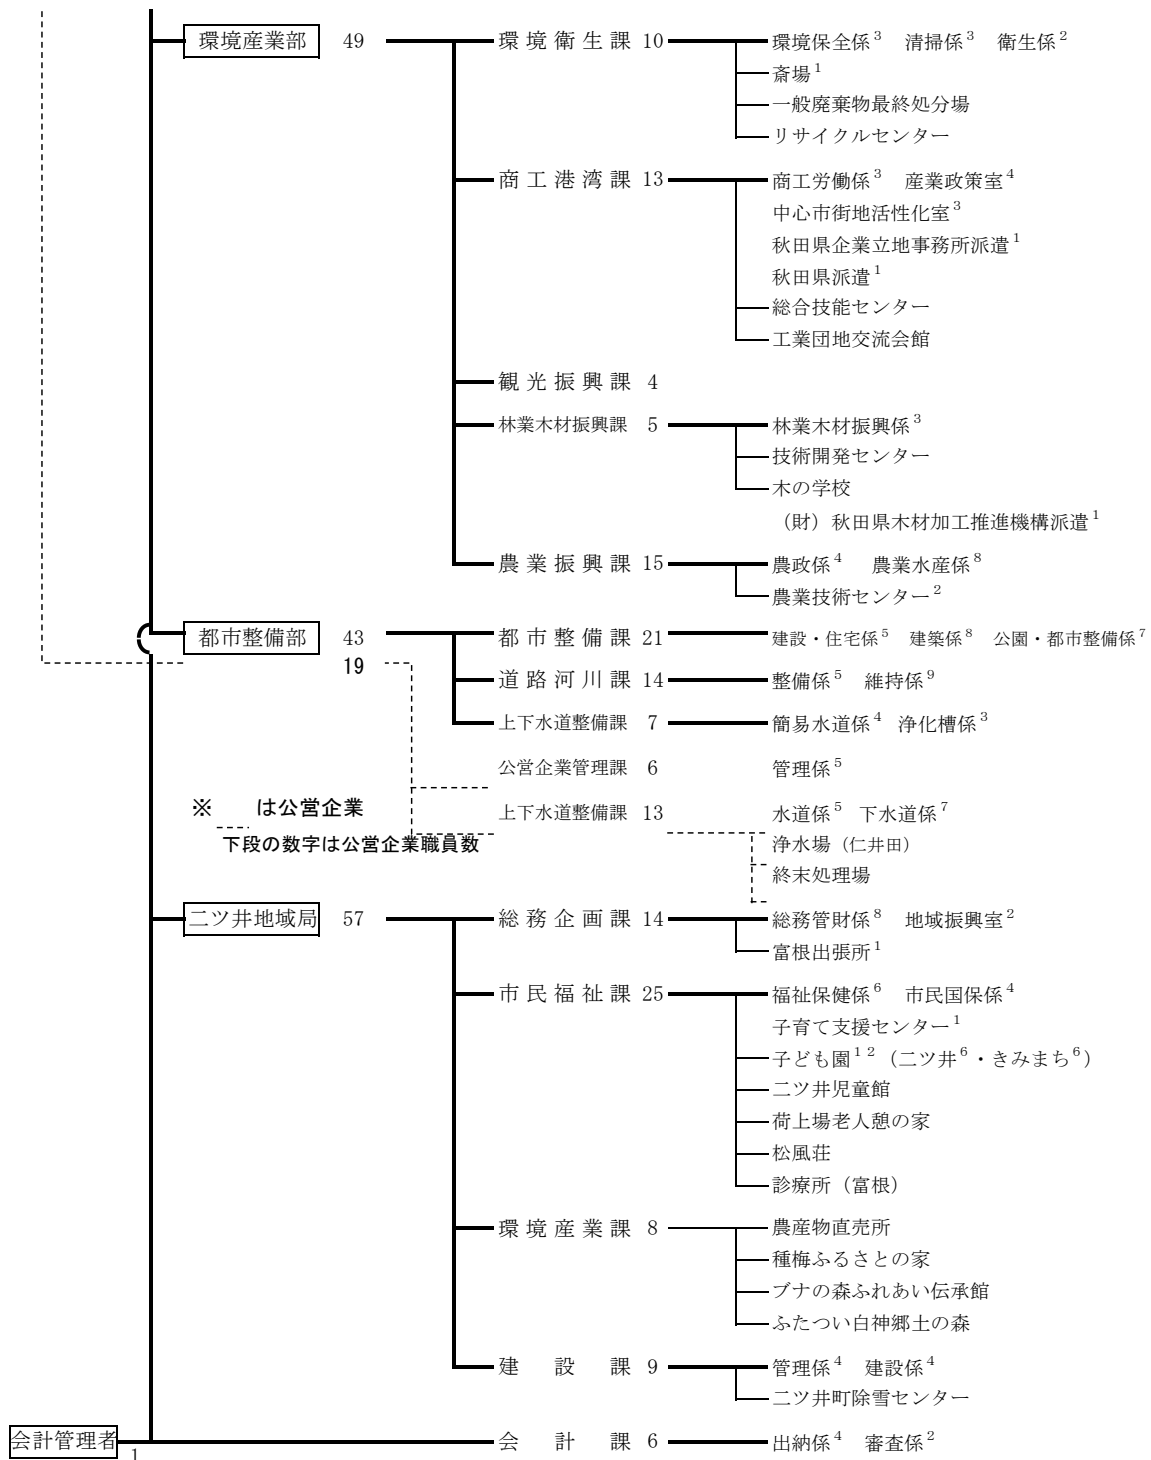 環境産業部 49 環境衛生課 10 環境保全係3 清掃係3 衛生係2
斎場1
一般廃棄物最終処分場
リサイクルセンター
商工港湾課 13 商工労働係3 産業政策室4
中心市街地活性化室3
秋田県企業立地事務所派遣1
秋田県派遣1
総合技能センター
工業団地交流会館
観光振興課 4
林業木材振興課 5 林業木材振興係3
技術開発センター
木の学校
（財）秋田県木材加工推進機構派遣1
農業振興課 15 農政係4 農業水産係8
農業技術センター2
都市整備部 43 都市整備課 21 建設・住宅係5 建築係8 公園・都市整備係7
19
道路河川課 14 整備係5 維持係9
上下水道整備課 7 簡易水道係4 浄化槽係3
公営企業管理課 6 管理係5
※ は公営企業 上下水道整備課 13 水道係5 下水道係7
下段の数字は公営企業職員数 浄水場（仁井田）
終末処理場
二ツ井地域局 57 総務企画課 14 総務管財係8 地域振興室2
富根出張所1
市民福祉課 25 福祉保健係6 市民国保係4
子育て支援センター1
子ども園12（二ツ井6・きみまち6）
二ツ井児童館
荷上場老人憩の家
松風荘
診療所（富根）
環境産業課 8 農産物直売所
種梅ふるさとの家
ブナの森ふれあい伝承館
ふたつい白神郷土の森
建設課 9 管理係4 建設係4
二ツ井町除雪センター
会計管理者 1 会計課 6 出納係4 審査係2